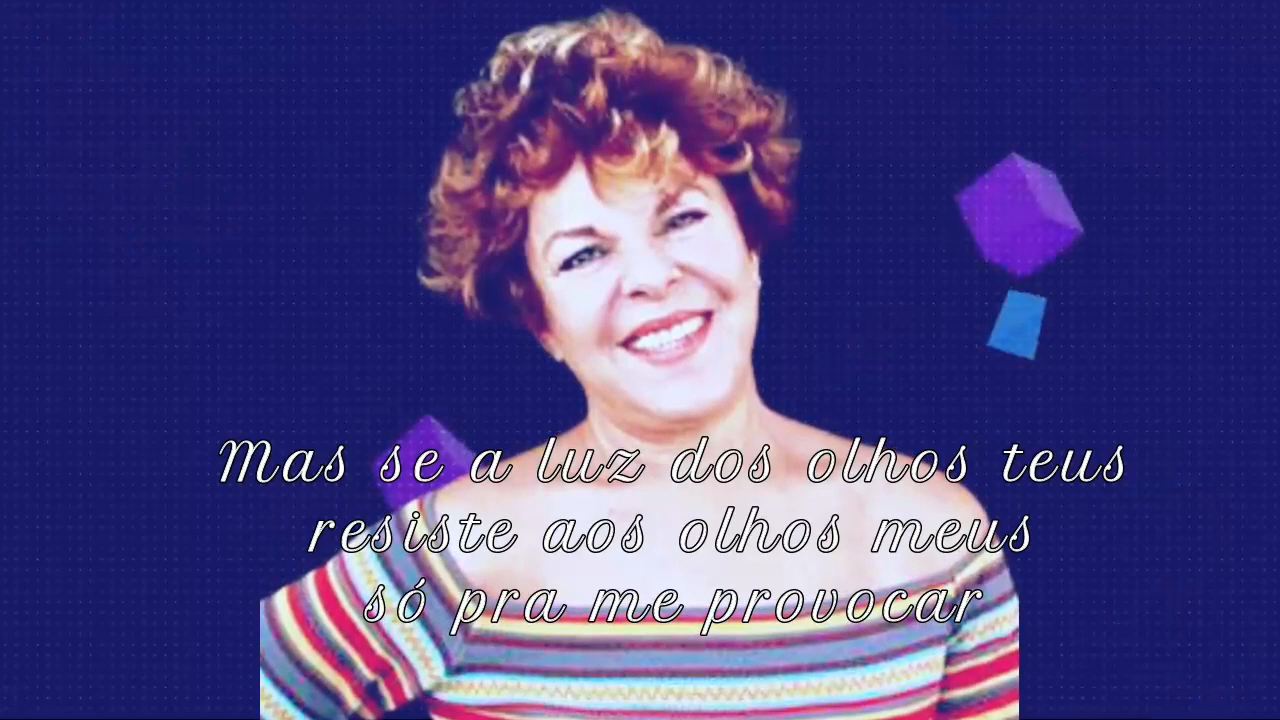 Mas se a luz dos olhos teus
resiste aos olhos meus
só pra me provocar